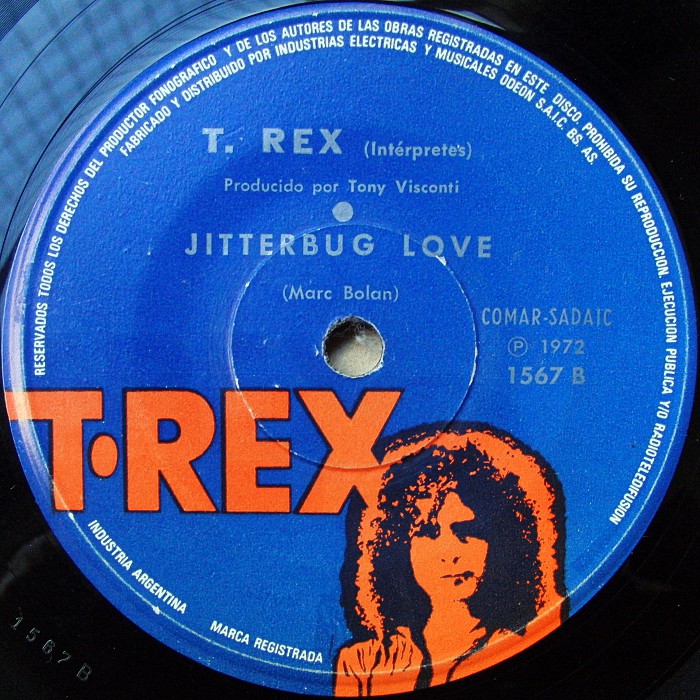 RESERVADOS TODOS LOS DERECHOS DEL PRODUCTOR FONOGRAFICO Y DE LOS AUTORES DE LAS OBRAS REGISTRADAS EN ESTE DISCO. PROHIBIDA SU REPRODUCCION. EJECUCION PUBLICA Y/O RADIOTELEDIFUSION
FABRICADO Y DISTRIBUIDO POR INDUSTRIAS ELECTRICAS Y MUSICALES ODEON S.A.I.C. BS. AS.
T. REX (Intérpretes)
Producido por Tony Visconti
JITTERBUG LOVE
(Marc Bolan)
COMAR-SADAIC
Ⓟ 1972
1567 B
T·REX
INDUSTRIA ARGENTINA
MARCA REGISTRADA
1567 B